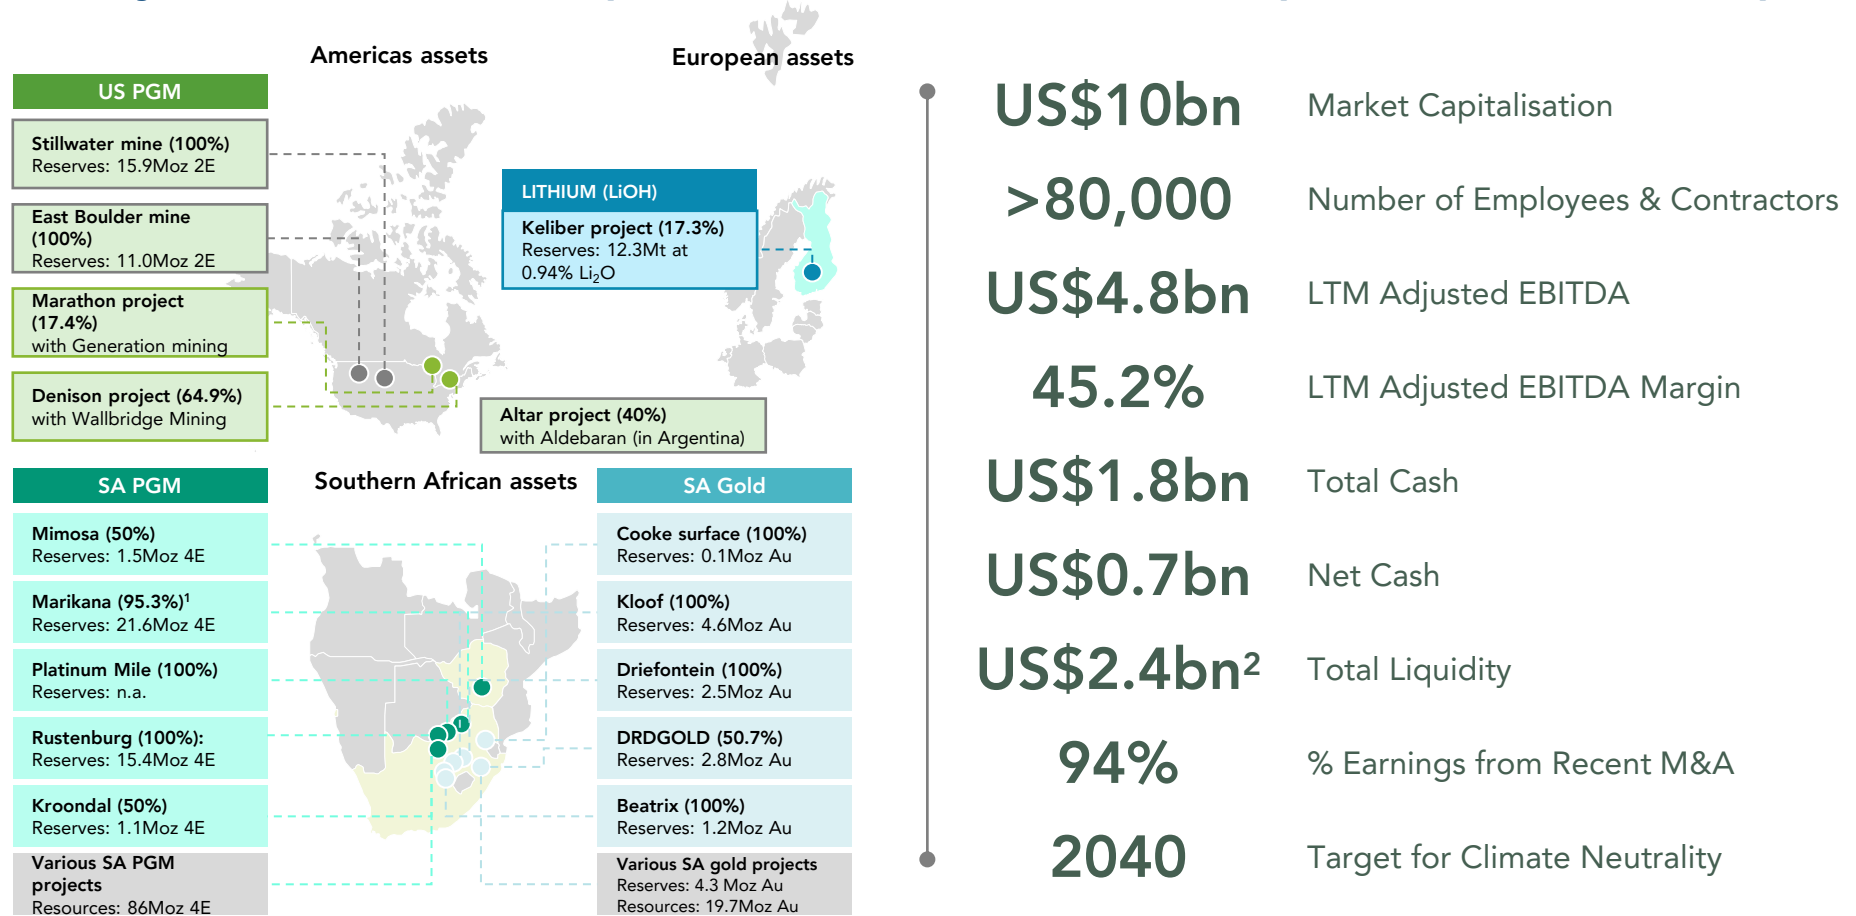 Americas assets
European assets
US PGM
Stillwater mine (100%)
Reserves: 15.9Moz 2E
East Boulder mine
(100%)
Reserves: 11.0Moz 2E
Marathon project
(17.4%)
with Generation mining
Denison project (64.9%)
with Wallbridge Mining
LITHIUM (LiOH)
Keliber project (17.3%)
Reserves: 12.3Mt at
0.94% Li₂O
Altar project (40%)
with Aldebaran (in Argentina)
Southern African assets
SA PGM
Mimosa (50%)
Reserves: 1.5Moz 4E
Marikana (95.3%)¹
Reserves: 21.6Moz 4E
Platinum Mile (100%)
Reserves: n.a.
Rustenburg (100%):
Reserves: 15.4Moz 4E
Kroondal (50%)
Reserves: 1.1Moz 4E
Various SA PGM
projects
Resources: 86Moz 4E
SA Gold
Cooke surface (100%)
Reserves: 0.1Moz Au
Kloof (100%)
Reserves: 4.6Moz Au
Driefontein (100%)
Reserves: 2.5Moz Au
DRDGOLD (50.7%)
Reserves: 2.8Moz Au
Beatrix (100%)
Reserves: 1.2Moz Au
Various SA gold projects
Reserves: 4.3 Moz Au
Resources: 19.7Moz Au
US$10bn Market Capitalisation
>80,000 Number of Employees & Contractors
US$4.8bn LTM Adjusted EBITDA
45.2% LTM Adjusted EBITDA Margin
US$1.8bn Total Cash
US$0.7bn Net Cash
US$2.4bn² Total Liquidity
94% % Earnings from Recent M&A
2040 Target for Climate Neutrality